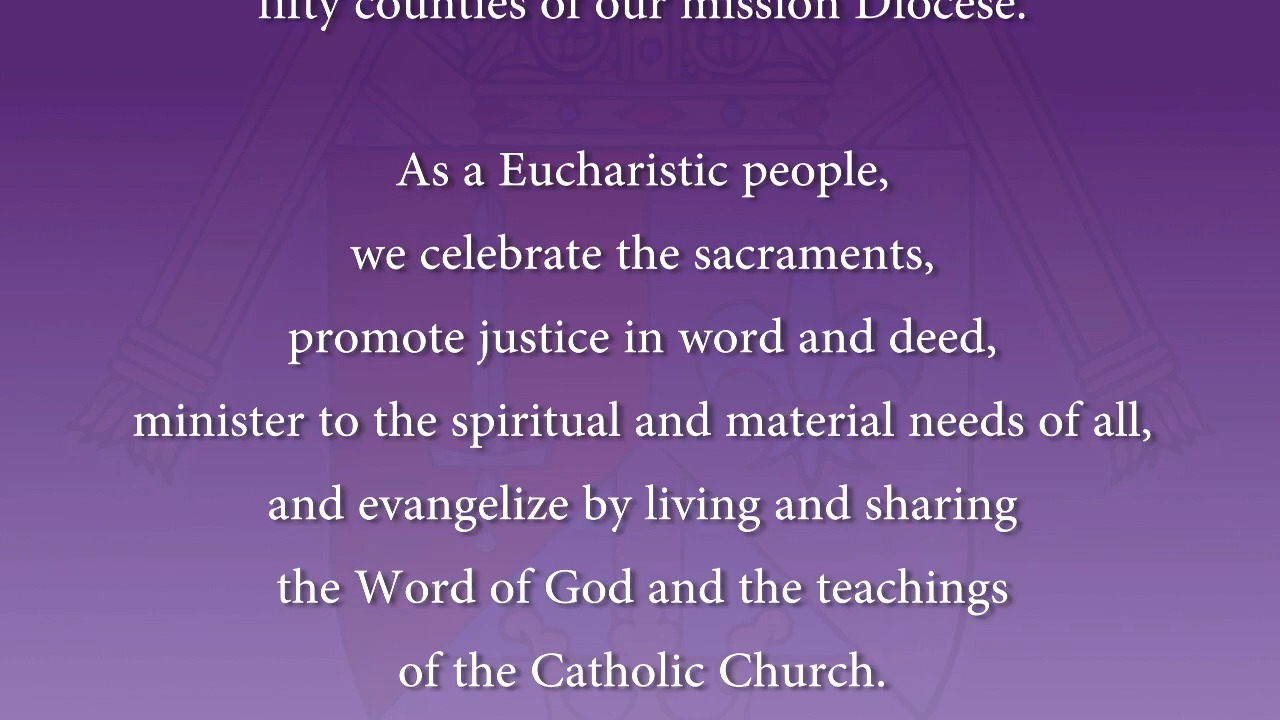 fifty counties of our mission Diocese.
As a Eucharistic people,
we celebrate the sacraments,
promote justice in word and deed,
minister to the spiritual and material needs of all,
and evangelize by living and sharing
the Word of God and the teachings
of the Catholic Church.